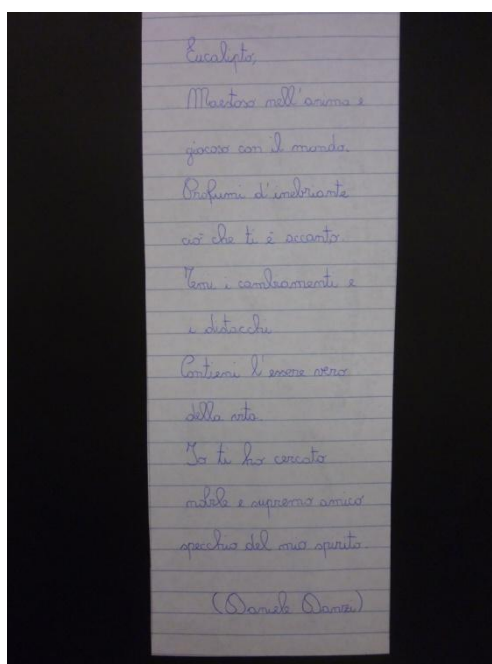 Eucalipto,
Maestoso nell'anima e
giocoso con il mondo.
Profumi d'inebriante
ciò che ti è accanto.
Temi i cambiamenti e
i distacchi
Contieni l'essere vero
della vita.
Io ti ho cercato
nobile e supremo amico
specchio del mio spirito.
(Daniele